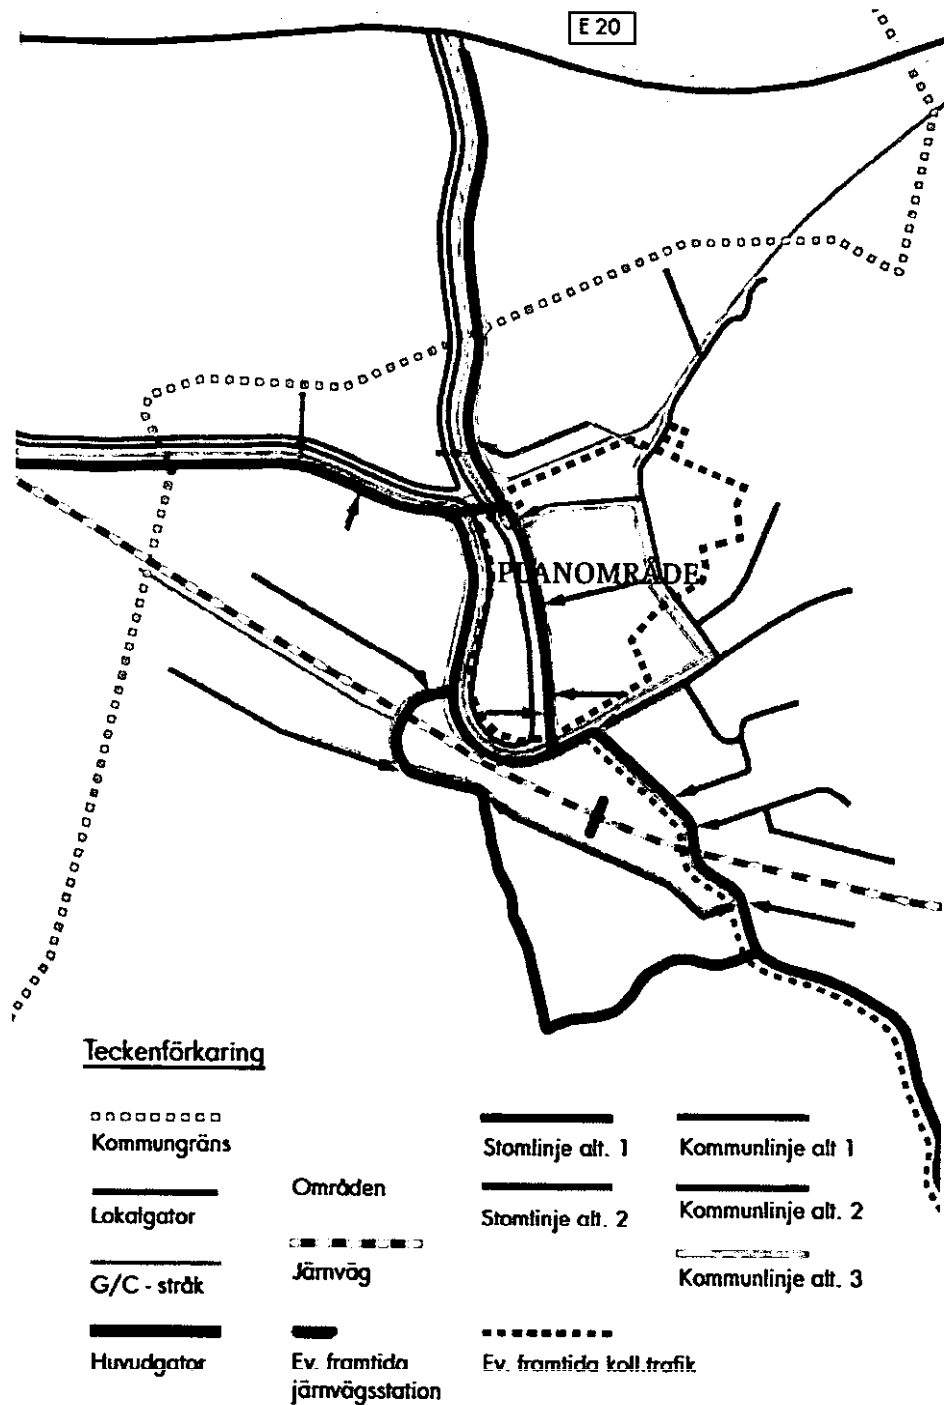 E 20
PLANOMRÅDE
Teckenförkaring
Kommungräns
Lokalgator
G/C - stråk
Huvudgator
Områden
Järnväg
Ev. framtida
järnvägsstation
Stomlinje alt. 1
Stomlinje alt. 2
Ev. framtida koll.trafik
Kommunlinje alt 1
Kommunlinje alt. 2
Kommunlinje alt. 3